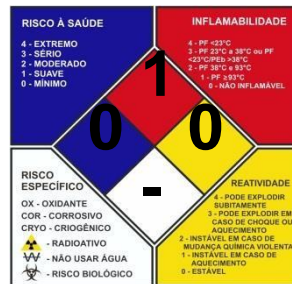 RISCO À SAÚDE
4 - EXTREMO
3 - SÉRIO
2 - MODERADO
1 - SUAVE
0 - MÍNIMO
INFLAMABILIDADE
4 - PF <23°C
3 - PF 23°C a 38°C ou PF
<23°C/PEb >38°C
2 - PF 38°C e 93°C
1 - PF ≥93°C
0 - NÃO INFLAMÁVEL
1
0
0
-
RISCO
ESPECÍFICO
OX - OXIDANTE
COR - CORROSIVO
CRYO - CRIOGÊNICO
- RADIOATIVO
W - NÃO USAR ÁGUA
- RISCO BIOLÓGICO
REATIVIDADE
4 - PODE EXPLODIR
SUBITAMENTE
3 - PODE EXPLODIR EM
CASO DE CHOQUE OU
AQUECIMENTO
2 - INSTÁVEL EM CASO DE
MUDANÇA QUÍMICA VIOLENTA
1 - INSTÁVEL EM CASO DE
AQUECIMENTO
0 - ESTÁVEL